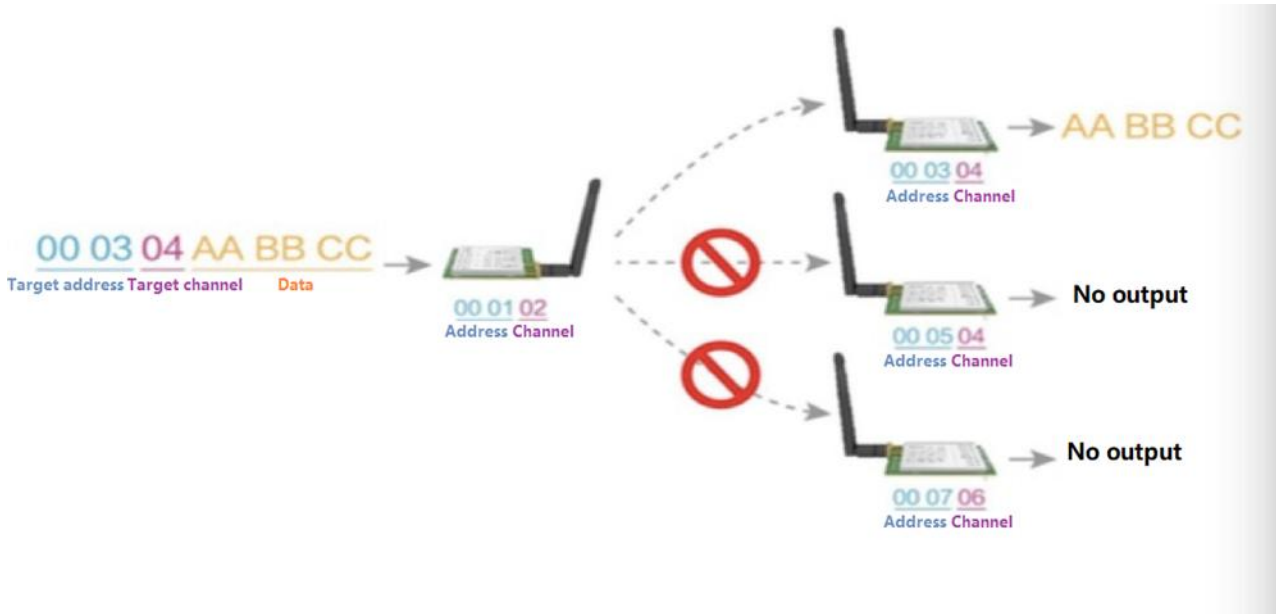 00 03 04 AA BB CC
Target address Target channel Data
00 01 02
Address Channel
AA BB CC
00 03 04
Address Channel
No output
00 05 04
Address Channel
No output
00 07 06
Address Channel